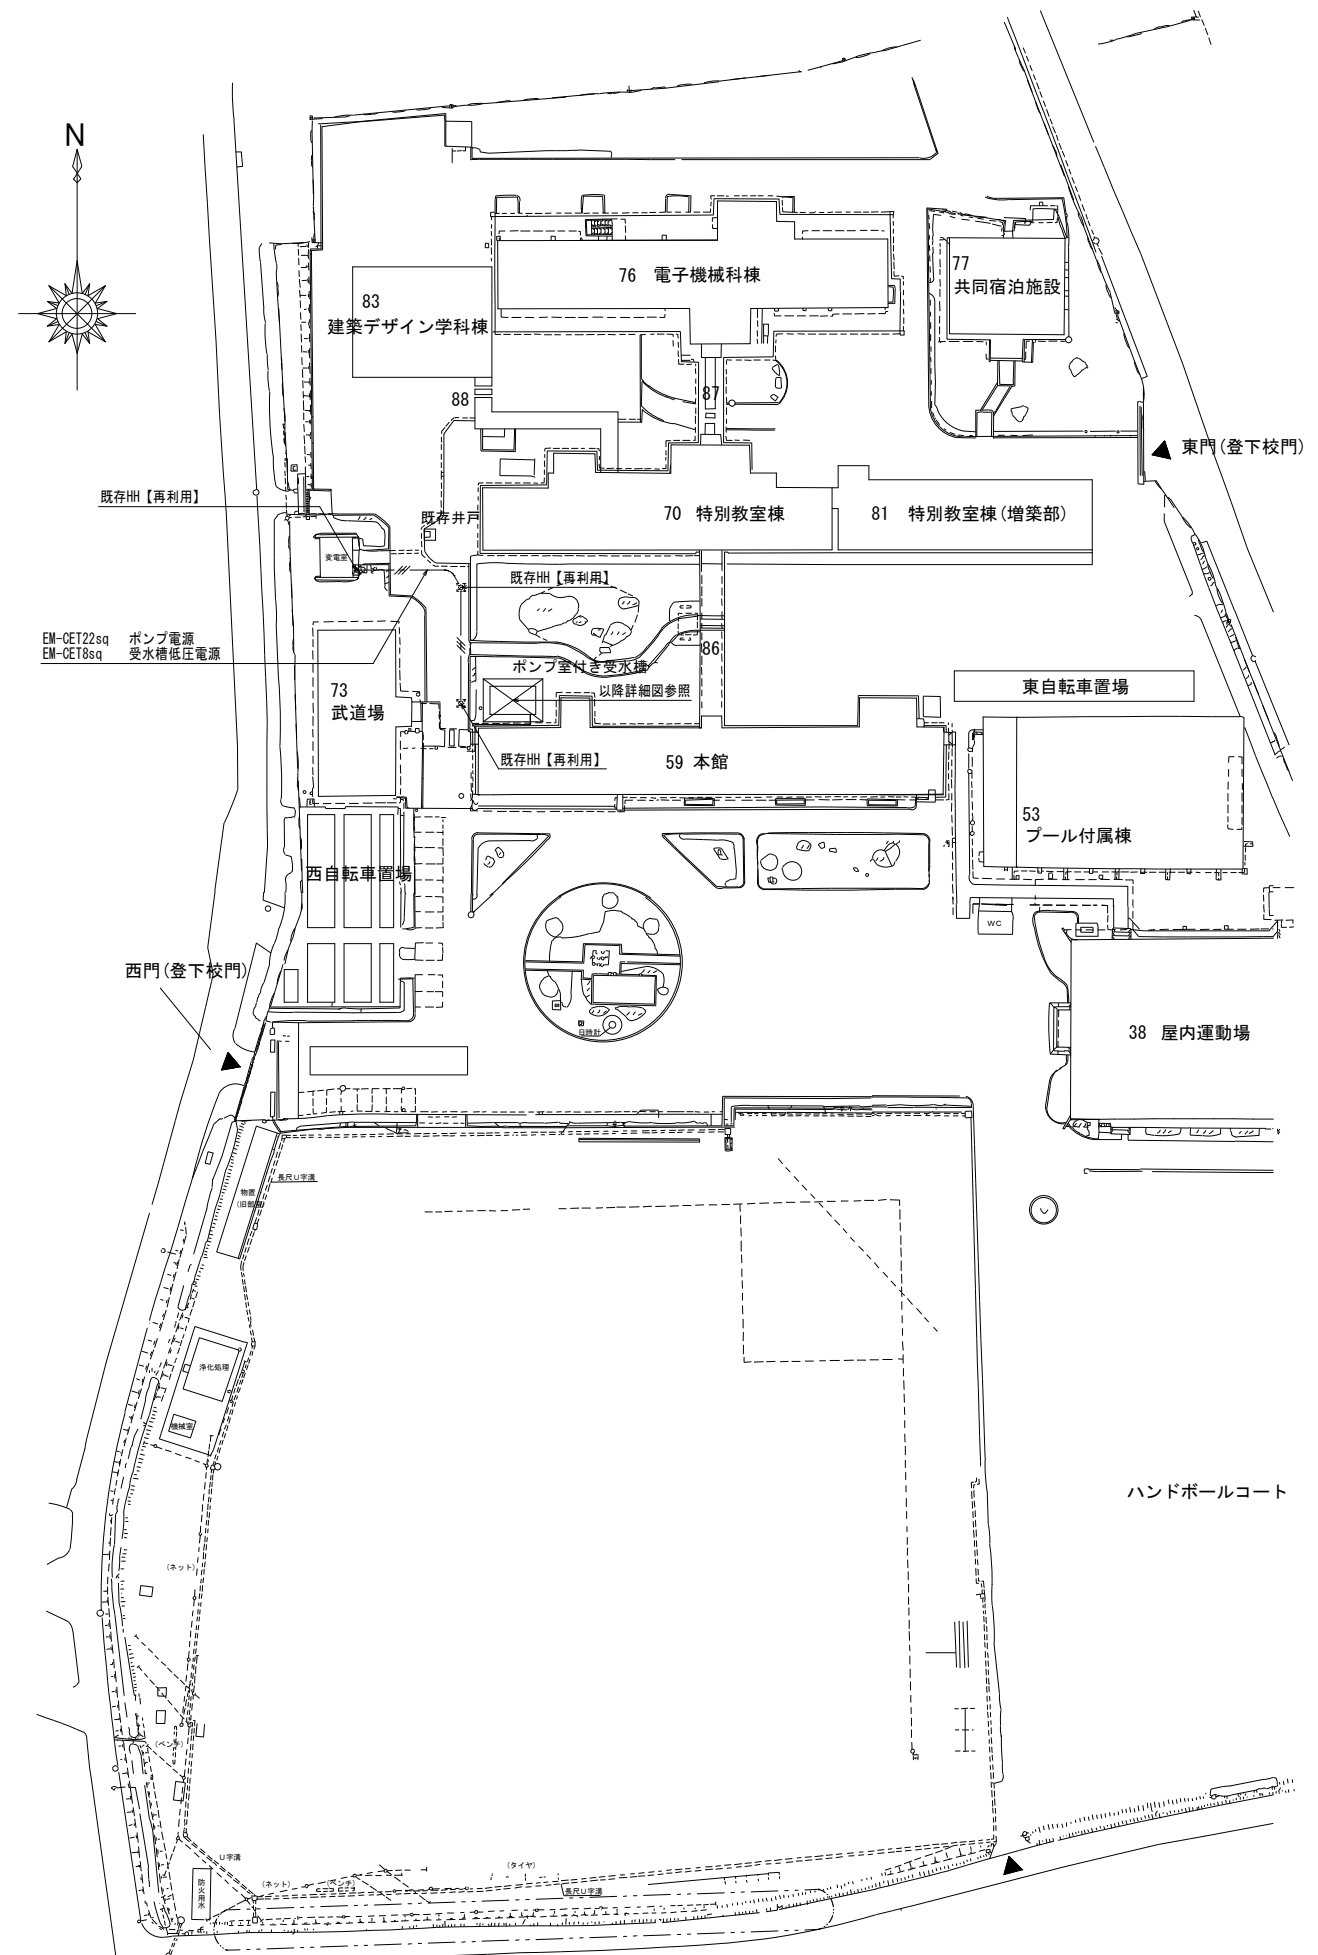 N
76 電子機械科棟
77
共同宿泊施設
83
建築デザイン学科棟
88
87
東門(登下校門)
既存HH【再利用】
既存井戸
70 特別教室棟
81 特別教室棟(増築部)
変電室
既存HH【再利用】
EM-CET22sq ポンプ電源
EM-CET8sq 受水槽低圧電源
86
ポンプ室付き受水槽
以降詳細図参照
73
武道場
東自転車置場
既存HH【再利用】
59 本館
53
プール付属棟
西自転車置場
WC
西門(登下校門)
日時計
38 屋内運動場
長尺U字溝
物置
浄化処理
機械室
ハンドボールコート
(ネット)
(ベンチ)
U字溝
防火用水
(ネット)
(ベンチ)
(タイヤ)
長尺U字溝